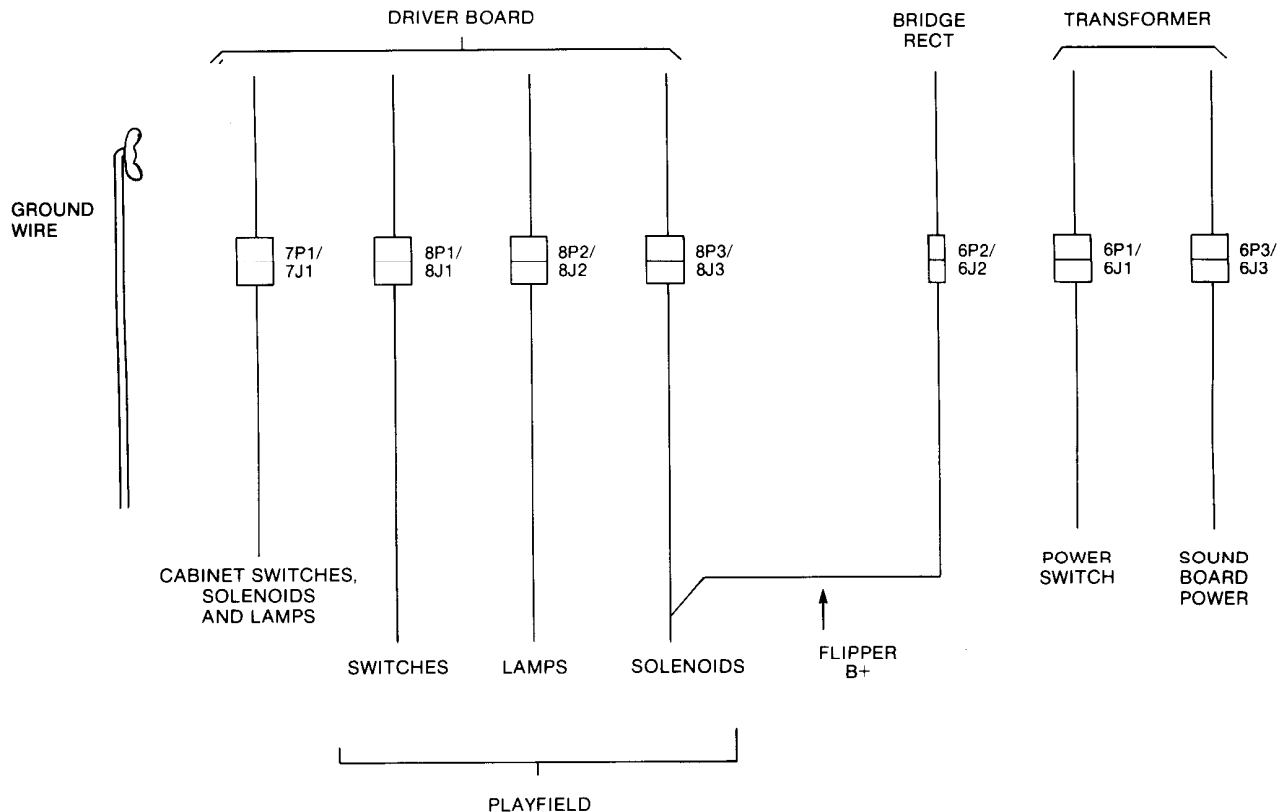 DRIVER BOARD
BRIDGE
RECT
TRANSFORMER
GROUND
WIRE
7P1/
7J1
8P1/
8J1
8P2/
8J2
8P3/
8J3
6P2/
6J2
6P1/
6J1
6P3/
6J3
CABINET SWITCHES,
SOLENOIDS
AND LAMPS
SWITCHES
LAMPS
SOLENOIDS
FLIPPER
B+
POWER
SWITCH
SOUND
BOARD
POWER
PLAYFIELD